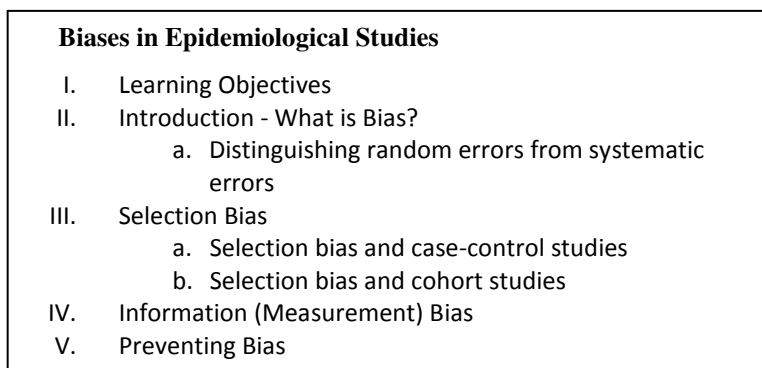 Biases in Epidemiological Studies
I. Learning Objectives
II. Introduction - What is Bias?
a. Distinguishing random errors from systematic
errors
III. Selection Bias
a. Selection bias and case-control studies
b. Selection bias and cohort studies
IV. Information (Measurement) Bias
V. Preventing Bias